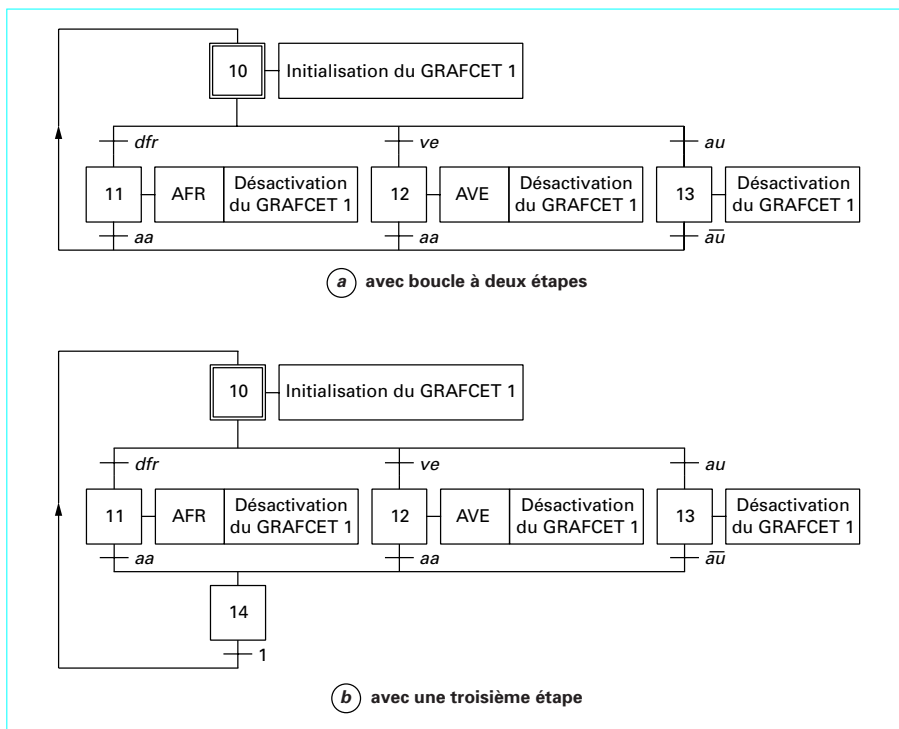 10
Initialisation du GRAFCET 1
dfr
ve
au
11
AFR
Désactivation
du GRAFCET 1
12
AVE
Désactivation
du GRAFCET 1
13
Désactivation
du GRAFCET 1
aa
aa
a̅u̅
a avec boucle à deux étapes
10
Initialisation du GRAFCET 1
dfr
ve
au
11
AFR
Désactivation
du GRAFCET 1
12
AVE
Désactivation
du GRAFCET 1
13
Désactivation
du GRAFCET 1
aa
aa
a̅u̅
14
1
b avec une troisième étape